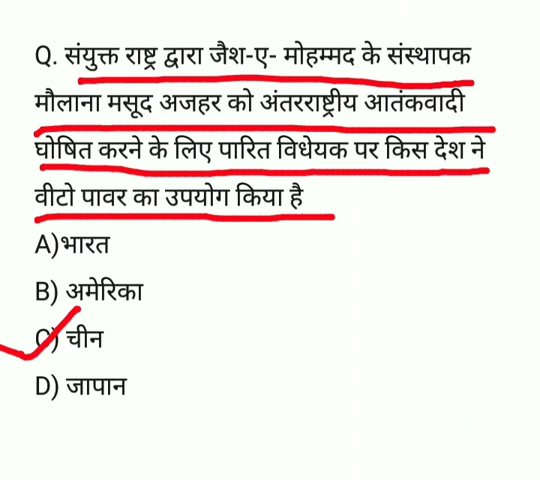 Q. संयुक्त राष्ट्र द्वारा जैश-ए- मोहम्मद के संस्थापक
मौलाना मसूद अजहर को अंतरराष्ट्रीय आतंकवादी
घोषित करने के लिए पारित विधेयक पर किस देश ने
वीटो पावर का उपयोग किया है
A)भारत
B) अमेरिका
C) चीन
D) जापान